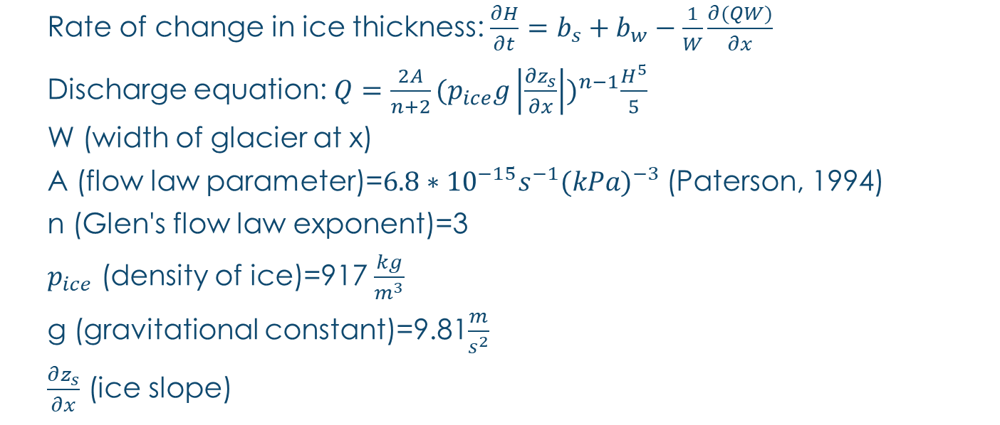 Rate of change in ice thickness: $\frac{\partial H}{\partial t} = b_s + b_w - \frac{1}{W}\frac{\partial (QW)}{\partial x}$
Discharge equation: $Q = \frac{2A}{n+2}(p_{ice}g\left|\frac{\partial z_s}{\partial x}\right|)^{n-1}\frac{H^5}{5}$
W (width of glacier at x)
A (flow law parameter)=$6.8 * 10^{-15}s^{-1}(kPa)^{-3}$ (Paterson, 1994)
n (Glen's flow law exponent)=3
$p_{ice}$ (density of ice)=917$\frac{kg}{m^3}$
g (gravitational constant)=9.81$\frac{m}{s^2}$
$\frac{\partial z_s}{\partial x}$ (ice slope)